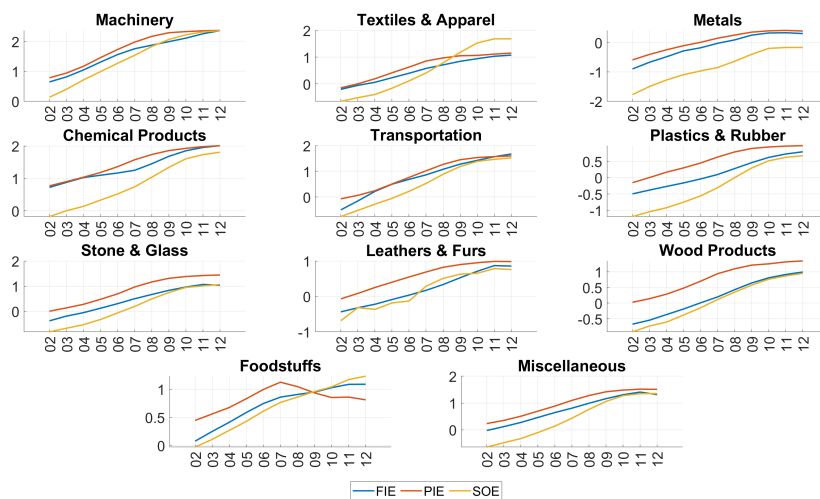 Machinery Textiles & Apparel Metals
2
1
0
02 03 04 05 06 07 08 09 10 11 12
1
0
02 03 04 05 06 07 08 09 10 11 12
0
-2
02 03 04 05 06 07 08 09 10 11 12
Chemical Products Transportation Plastics & Rubber
2
1
0
02 03 04 05 06 07 08 09 10 11 12
2
1
0
02 03 04 05 06 07 08 09 10 11 12
0.5
0
-0.5
-1
02 03 04 05 06 07 08 09 10 11 12
Stone & Glass Leathers & Furs Wood Products
2
1
0
02 03 04 05 06 07 08 09 10 11 12
1
0
-1
02 03 04 05 06 07 08 09 10 11 12
1
0.5
0
-0.5
02 03 04 05 06 07 08 09 10 11 12
Foodstuffs Miscellaneous
1
0.5
0
02 03 04 05 06 07 08 09 10 11 12
2
1
0
02 03 04 05 06 07 08 09 10 11 12
FIE PIE SOE